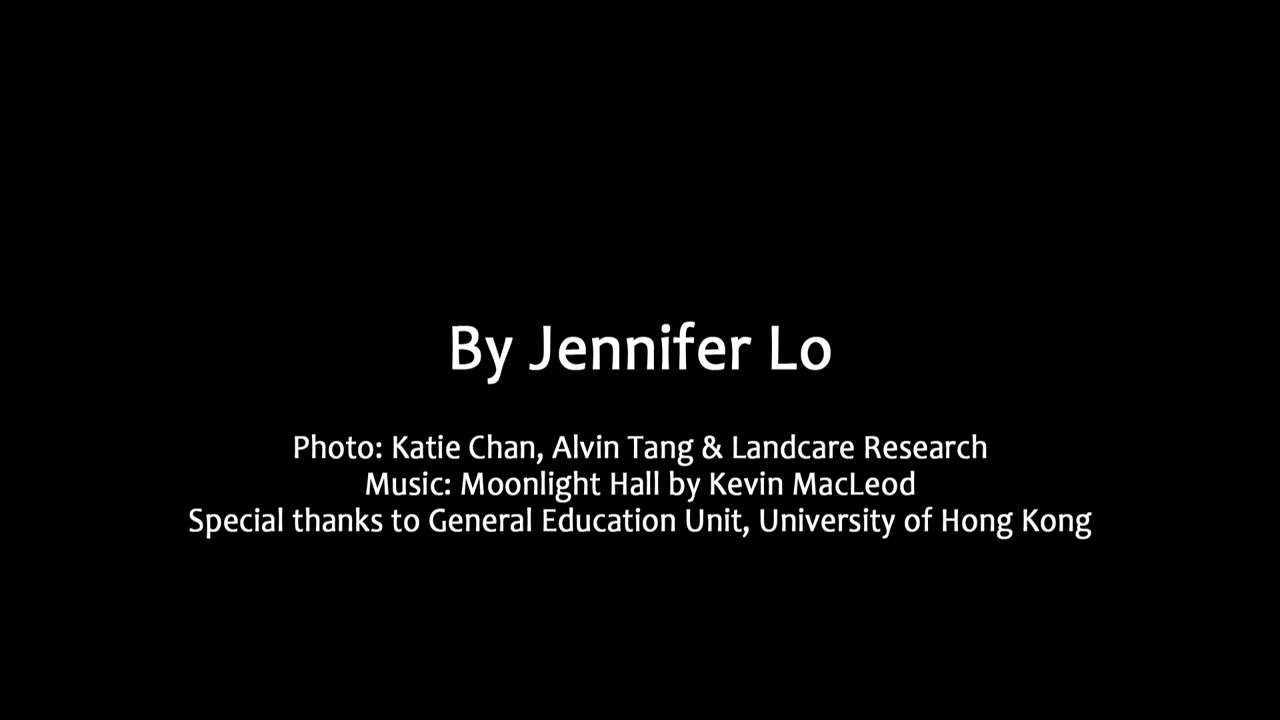 By Jennifer Lo
Photo: Katie Chan, Alvin Tang & Landcare Research
Music: Moonlight Hall by Kevin MacLeod
Special thanks to General Education Unit, University of Hong Kong